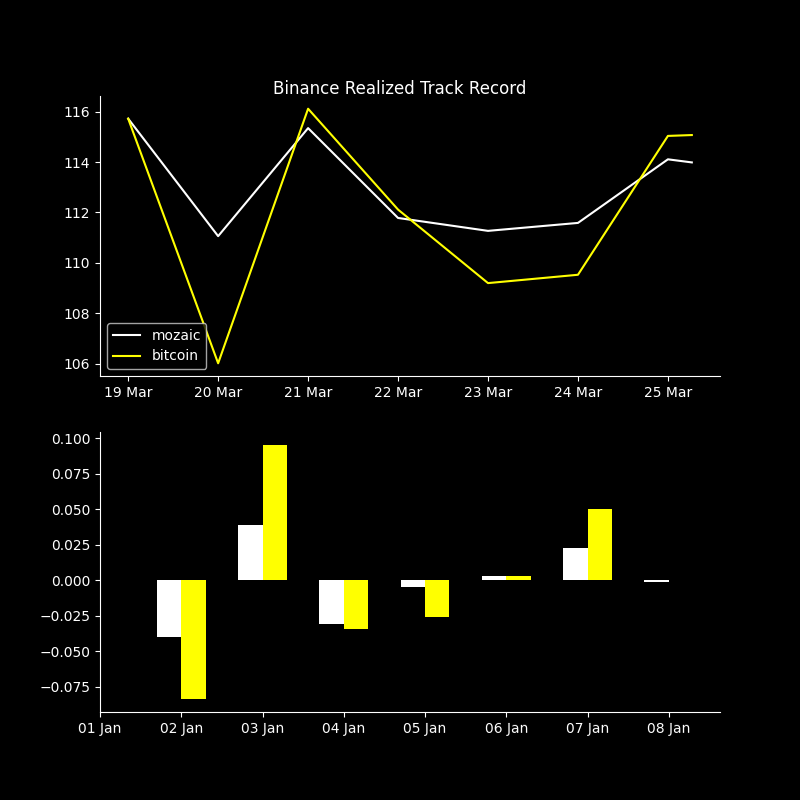 Binance Realized Track Record
116
114
112
110
108
106
mozaic
bitcoin
19 Mar 20 Mar 21 Mar 22 Mar 23 Mar 24 Mar 25 Mar
0.100
0.075
0.050
0.025
0.000
−0.025
−0.050
−0.075
01 Jan 02 Jan 03 Jan 04 Jan 05 Jan 06 Jan 07 Jan 08 Jan